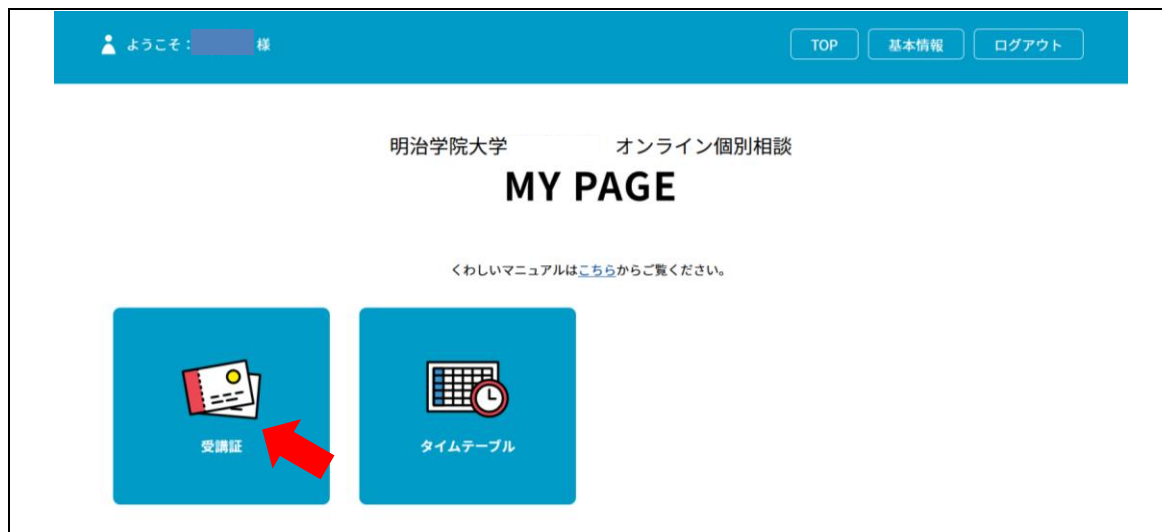 ようこそ： 様
TOP
基本情報
ログアウト
明治学院大学 オンライン個別相談
MY PAGE
くわしいマニュアルはこちらからご覧ください。
受講証
タイムテーブル